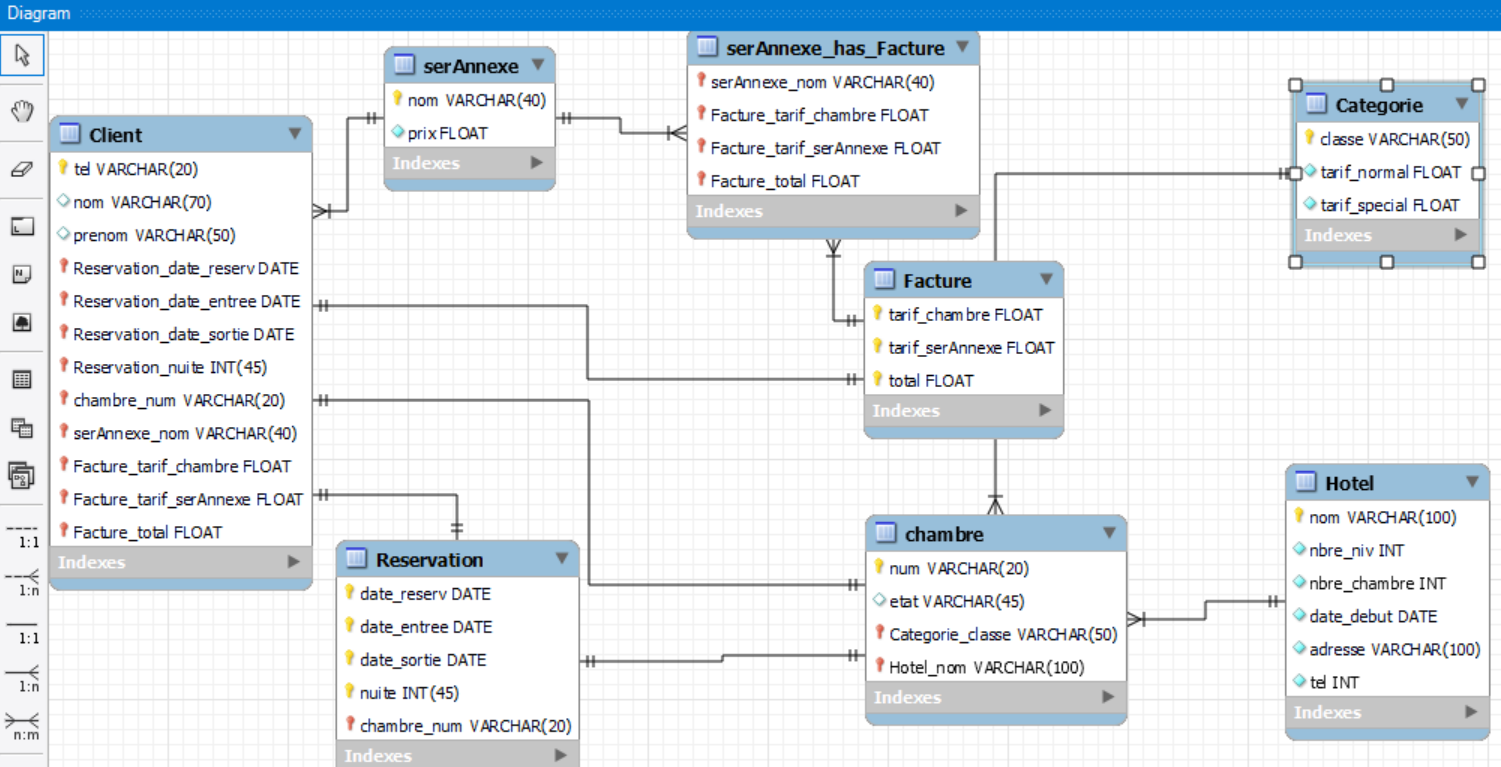 Diagram
serAnnexe
nom VARCHAR(40)
prix FLOAT
Indexes
serAnnexe_has_Facture
serAnnexe_nom VARCHAR(40)
Facture_tarif_chambre FLOAT
Facture_tarif_serAnnexe FLOAT
Facture_total FLOAT
Indexes
Categorie
classe VARCHAR(50)
tarif_normal FLOAT
tarif_special FLOAT
Indexes
Client
tel VARCHAR(20)
nom VARCHAR(70)
prenom VARCHAR(50)
Reservation_date_reserv DATE
Reservation_date_entree DATE
Reservation_date_sortie DATE
Reservation_nuite INT(45)
chambre_num VARCHAR(20)
serAnnexe_nom VARCHAR(40)
Facture_tarif_chambre FLOAT
Facture_tarif_serAnnexe FLOAT
Facture_total FLOAT
Indexes
Facture
tarif_chambre FLOAT
tarif_serAnnexe FLOAT
total FLOAT
Indexes
Reservation
date_reserv DATE
date_entree DATE
date_sortie DATE
nuite INT(45)
chambre_num VARCHAR(20)
Indexes
chambre
num VARCHAR(20)
etat VARCHAR(45)
Categorie_classe VARCHAR(50)
Hotel_nom VARCHAR(100)
Indexes
Hotel
nom VARCHAR(100)
nbre_niv INT
nbre_chambre INT
date_debut DATE
adresse VARCHAR(100)
tel INT
Indexes
1:1
1:n
1:1
1:n
n:m